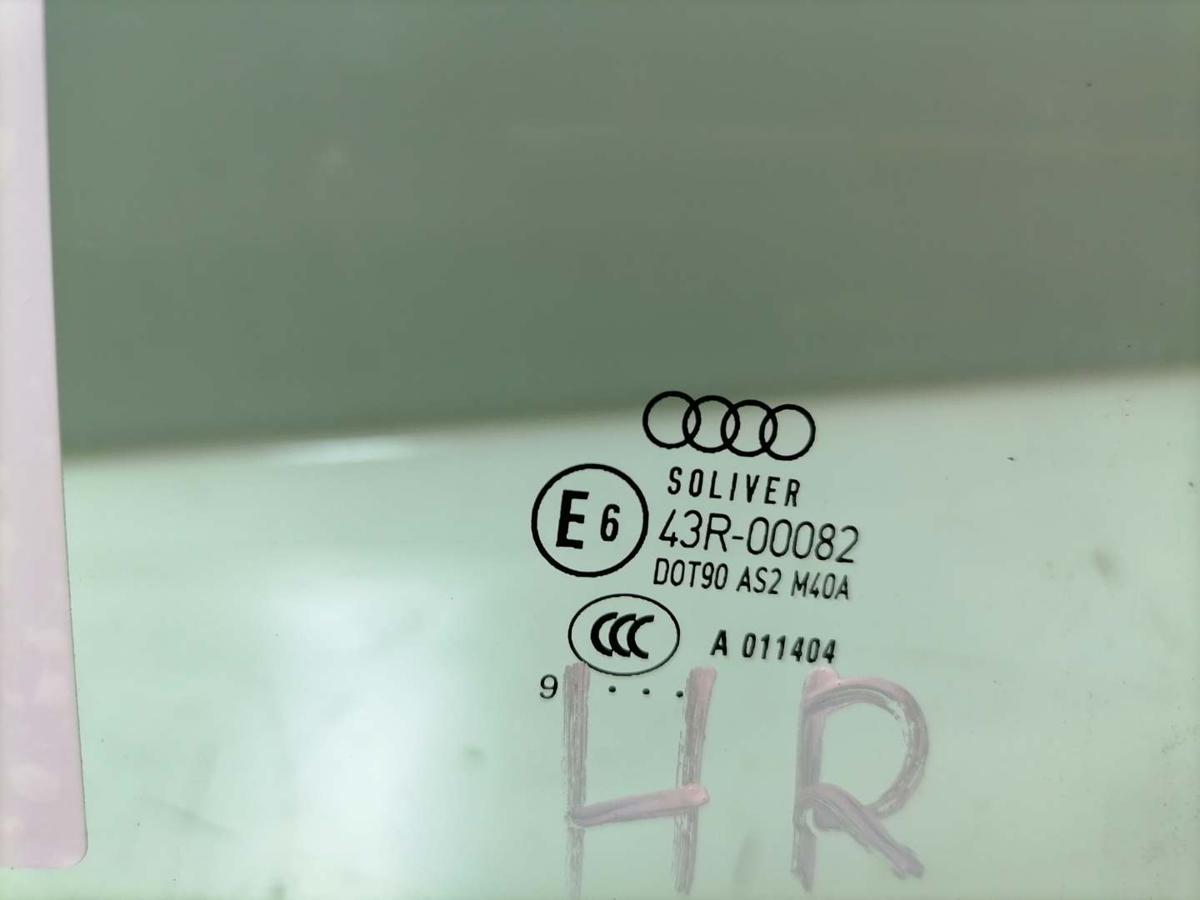 SOLIVER
E6 43R-00082
DOT90 AS2 M40A
CCC A 011404
9 . . .
HR